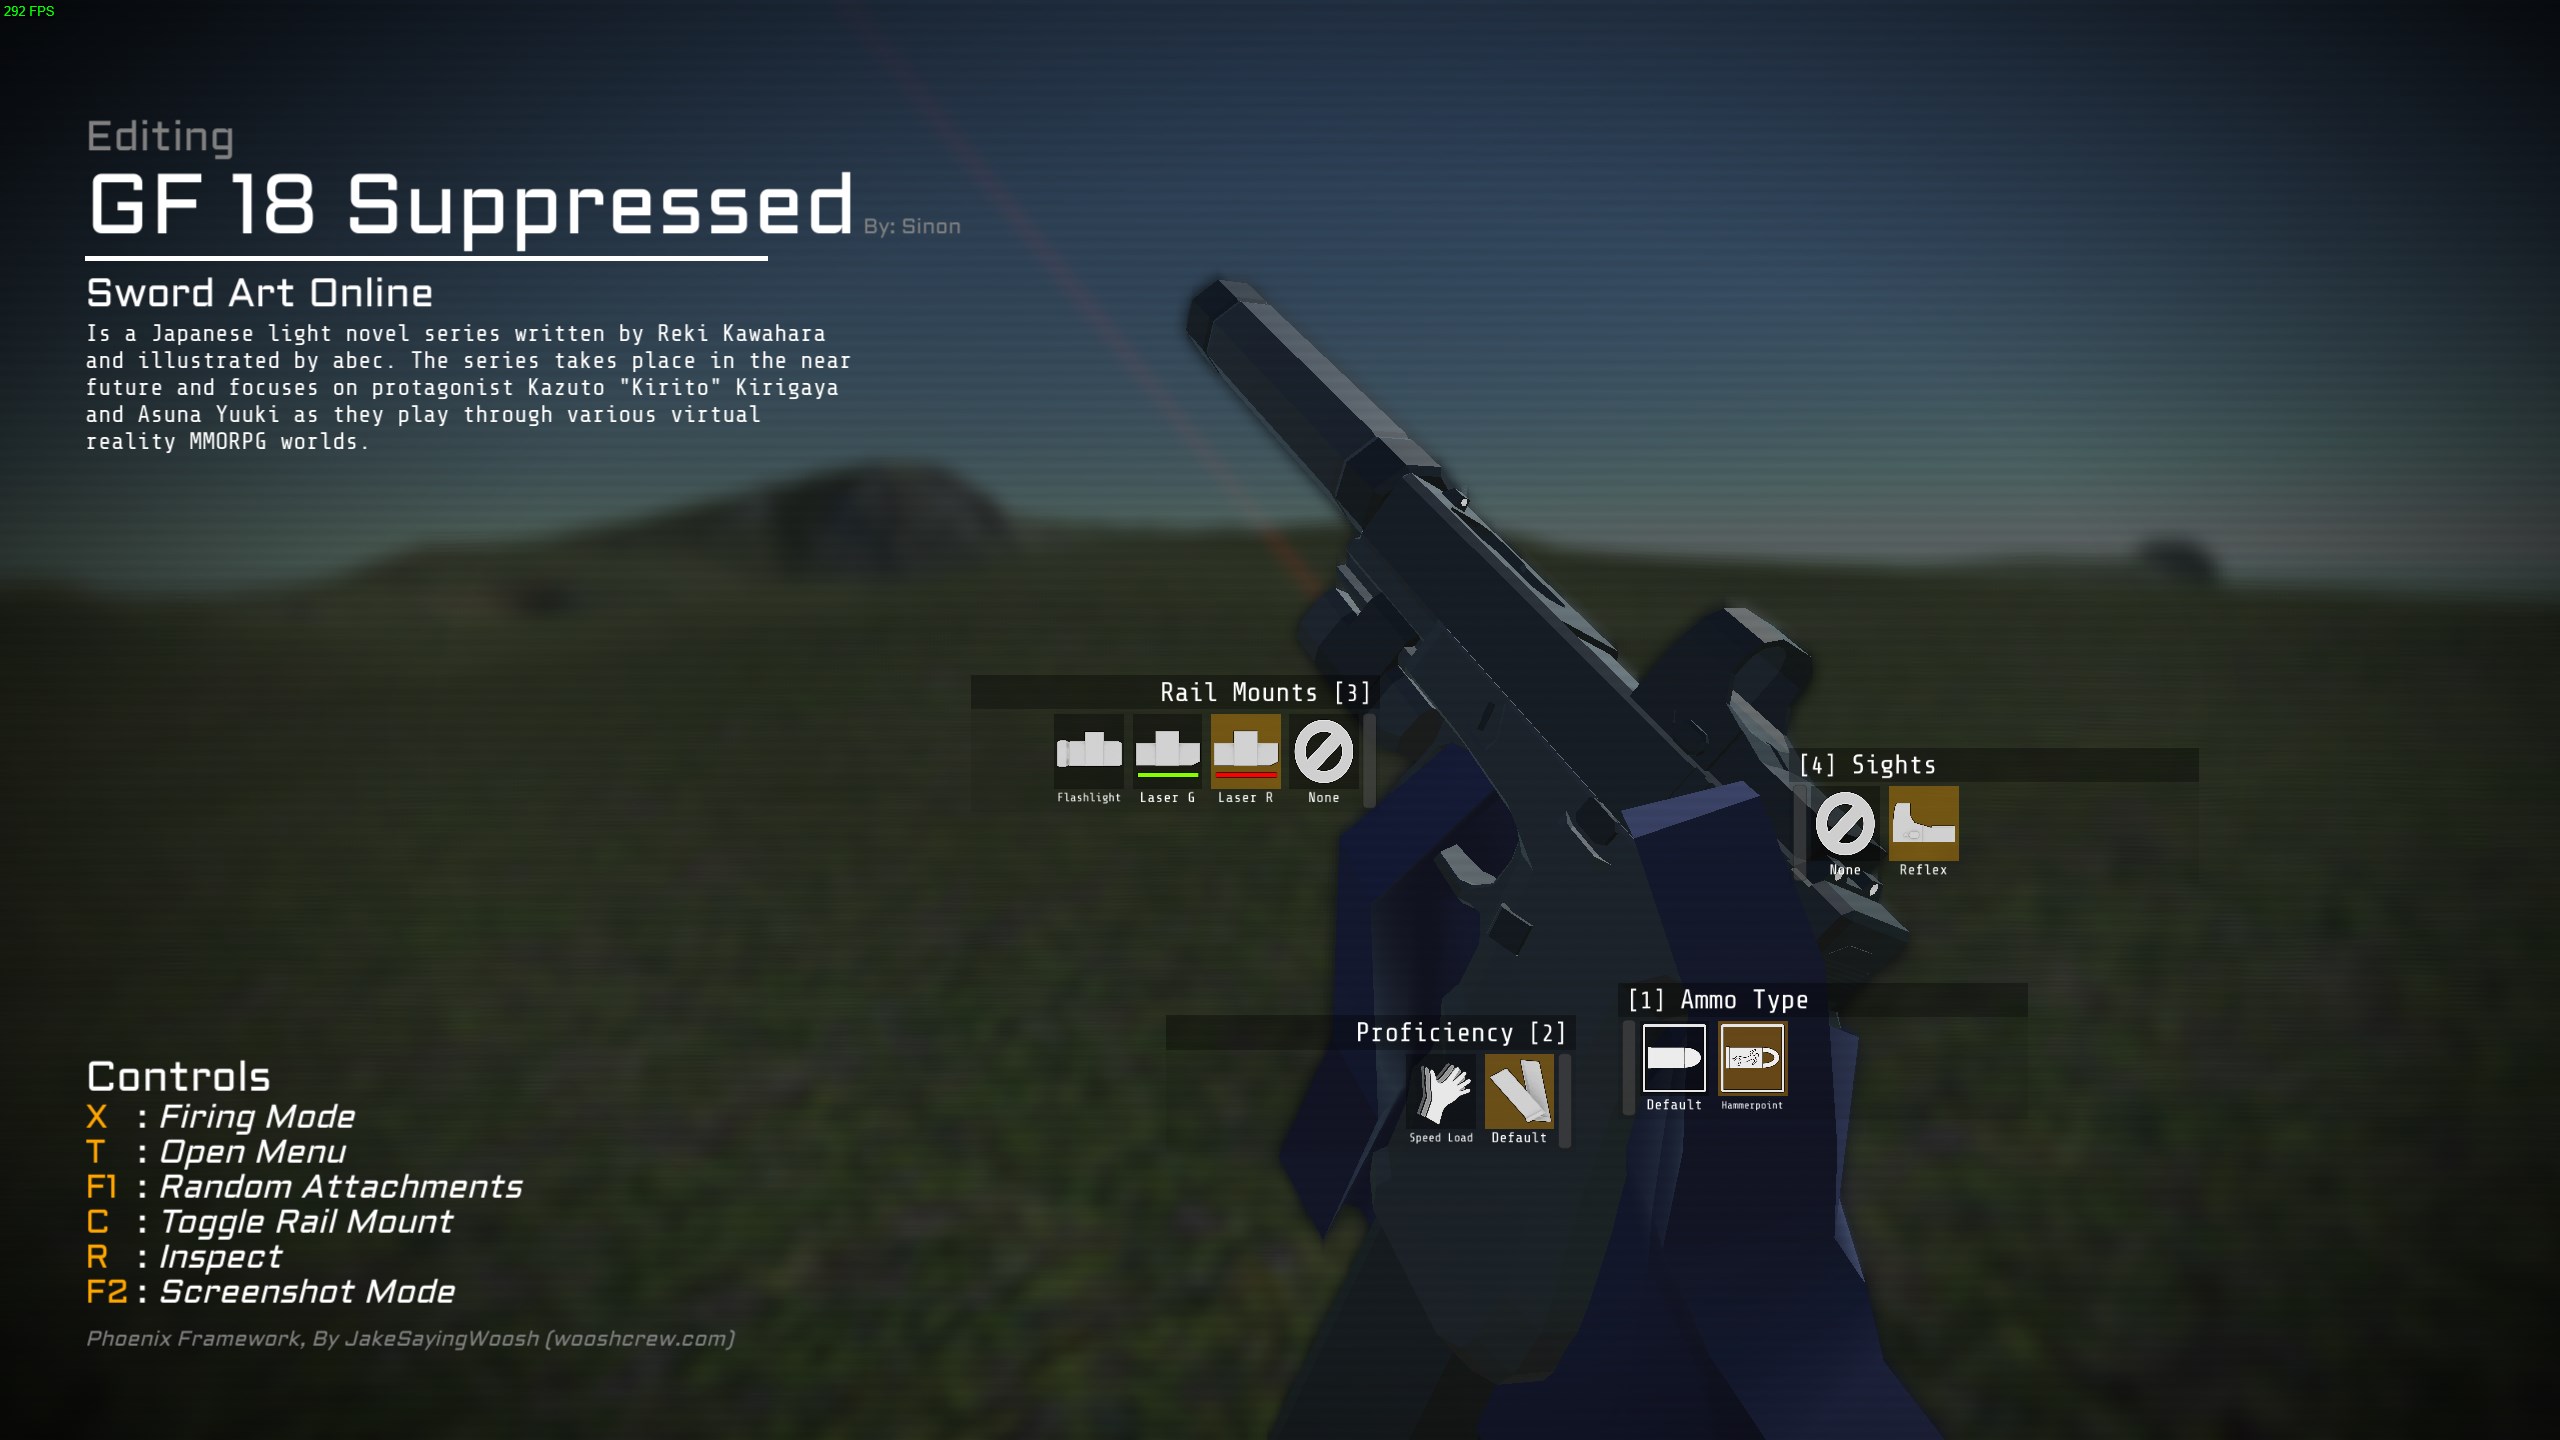 292 FPS
Editing
GF 18 Suppressed By: Sinon
Sword Art Online
Is a Japanese light novel series written by Reki Kawahara
and illustrated by abec. The series takes place in the near
future and focuses on protagonist Kazuto "Kirito" Kirigaya
and Asuna Yuuki as they play through various virtual
reality MMORPG worlds.
Rail Mounts [3]
Flashlight Laser G Laser R None
[4] Sights
None Reflex
[1] Ammo Type
Default Hammerpoint
Proficiency [2]
Speed Load Default
Controls
X : Firing Mode
T : Open Menu
F1 : Random Attachments
C : Toggle Rail Mount
R : Inspect
F2 : Screenshot Mode
Phoenix Framework, By JakeSayingWoosh (wooshcrew.com)